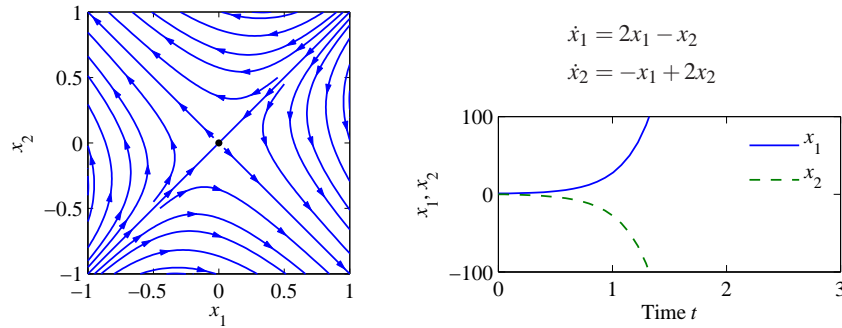 1
0.5
0
−0.5
−1
−1 −0.5 0 0.5 1
x₂
x₁
ẋ₁ = 2x₁ − x₂
ẋ₂ = −x₁ + 2x₂
100
0
−100
0 1 2 3
x₁, x₂
Time t
x₁
x₂